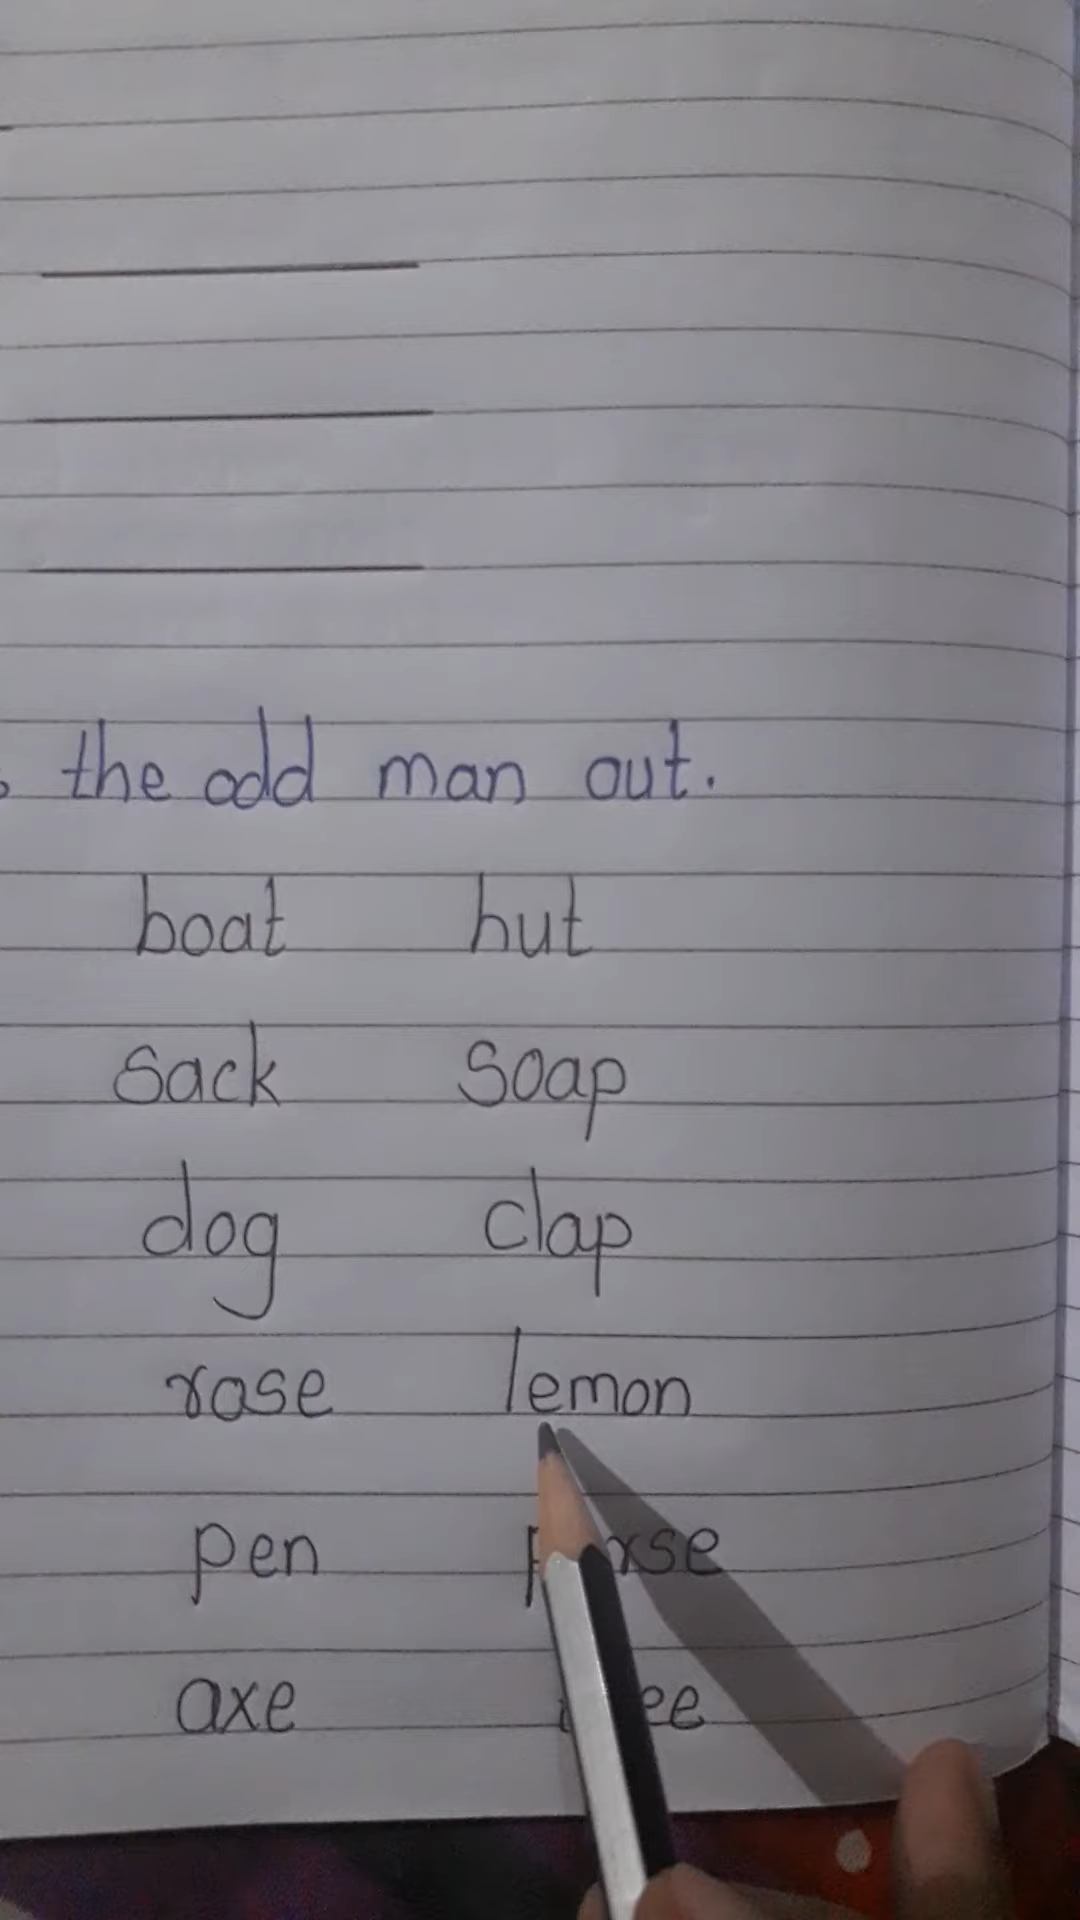 the odd man out.
boat hut
sack soap
dog clap
rose lemon
pen
axe